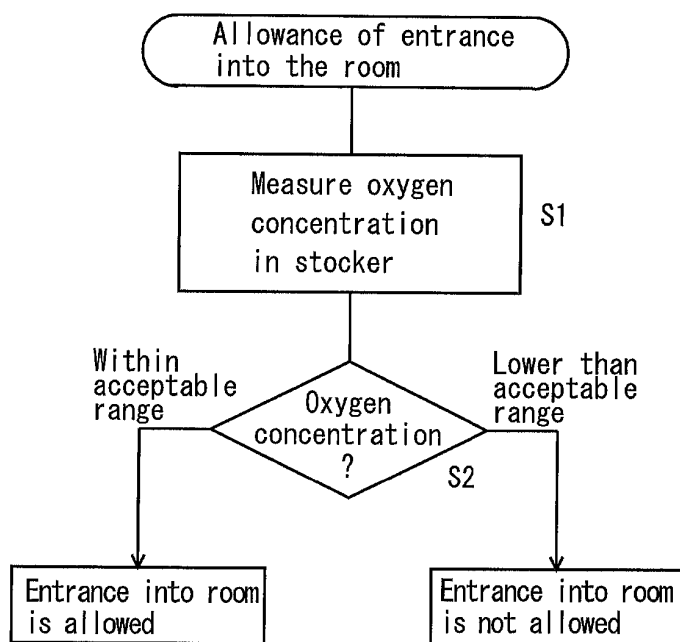 Allowance of entrance
into the room
Measure oxygen
concentration
in stocker
S1
Within
acceptable
range
Lower than
acceptable
range
Oxygen
concentration
?
S2
Entrance into room
is allowed
Entrance into room
is not allowed